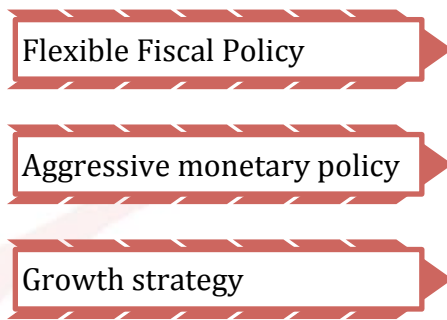 Flexible Fiscal Policy
Aggressive monetary policy
Growth strategy